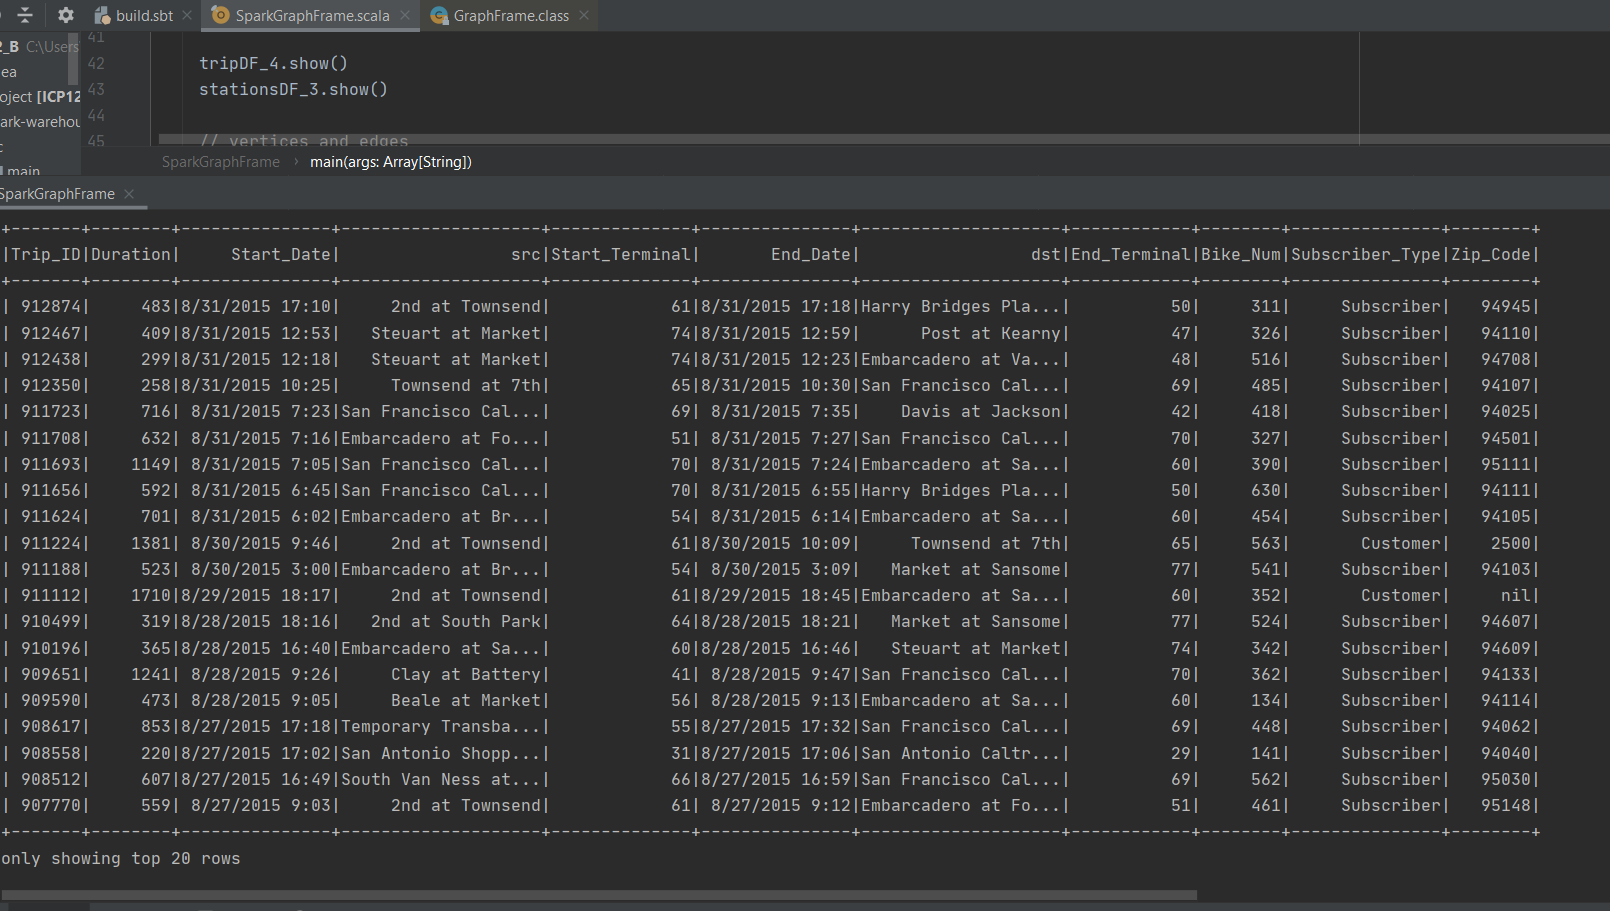 build.sbt SparkGraphFrame.scala GraphFrame.class
2_B C:\Users
ea
oject [ICP12
ark-warehou
c
main
41
42 tripDF_4.show()
43 stationsDF_3.show()
44
45 // vertices and edges
SparkGraphFrame › main(args: Array[String])
SparkGraphFrame
+-------+--------+---------------+--------------------+--------------+---------------+--------------------+------------+--------+---------------+--------+
|Trip_ID|Duration|     Start_Date|                 src|Start_Terminal|       End_Date|                 dst|End_Terminal|Bike_Num|Subscriber_Type|Zip_Code|
+-------+--------+---------------+--------------------+--------------+---------------+--------------------+------------+--------+---------------+--------+
| 912874|     483|8/31/2015 17:10|     2nd at Townsend|            61|8/31/2015 17:18|Harry Bridges Pla...|          50|     311|     Subscriber|   94945|
| 912467|     409|8/31/2015 12:53|   Steuart at Market|            74|8/31/2015 12:59|      Post at Kearny|          47|     326|     Subscriber|   94110|
| 912438|     299|8/31/2015 12:18|   Steuart at Market|            74|8/31/2015 12:23|Embarcadero at Va...|          48|     516|     Subscriber|   94708|
| 912350|     258|8/31/2015 10:25|     Townsend at 7th|            65|8/31/2015 10:30|San Francisco Cal...|          69|     485|     Subscriber|   94107|
| 911723|     716| 8/31/2015 7:23|San Francisco Cal...|            69| 8/31/2015 7:35|    Davis at Jackson|          42|     418|     Subscriber|   94025|
| 911708|     632| 8/31/2015 7:16|Embarcadero at Fo...|            51| 8/31/2015 7:27|San Francisco Cal...|          70|     327|     Subscriber|   94501|
| 911693|    1149| 8/31/2015 7:05|San Francisco Cal...|            70| 8/31/2015 7:24|Embarcadero at Sa...|          60|     390|     Subscriber|   95111|
| 911656|     592| 8/31/2015 6:45|San Francisco Cal...|            70| 8/31/2015 6:55|Harry Bridges Pla...|          50|     630|     Subscriber|   94111|
| 911624|     701| 8/31/2015 6:02|Embarcadero at Br...|            54| 8/31/2015 6:14|Embarcadero at Sa...|          60|     454|     Subscriber|   94105|
| 911224|    1381| 8/30/2015 9:46|     2nd at Townsend|            61|8/30/2015 10:09|     Townsend at 7th|          65|     563|       Customer|    2500|
| 911188|     523| 8/30/2015 3:00|Embarcadero at Br...|            54| 8/30/2015 3:09|   Market at Sansome|          77|     541|     Subscriber|   94103|
| 911112|    1710|8/29/2015 18:17|     2nd at Townsend|            61|8/29/2015 18:45|Embarcadero at Sa...|          60|     352|       Customer|     nil|
| 910499|     319|8/28/2015 18:16|   2nd at South Park|            64|8/28/2015 18:21|   Market at Sansome|          77|     524|     Subscriber|   94607|
| 910196|     365|8/28/2015 16:40|Embarcadero at Sa...|            60|8/28/2015 16:46|   Steuart at Market|          74|     342|     Subscriber|   94609|
| 909651|    1241| 8/28/2015 9:26|     Clay at Battery|            41| 8/28/2015 9:47|San Francisco Cal...|          70|     362|     Subscriber|   94133|
| 909590|     473| 8/28/2015 9:05|     Beale at Market|            56| 8/28/2015 9:13|Embarcadero at Sa...|          60|     134|     Subscriber|   94114|
| 908617|     853|8/27/2015 17:18|Temporary Transba...|            55|8/27/2015 17:32|San Francisco Cal...|          69|     448|     Subscriber|   94062|
| 908558|     220|8/27/2015 17:02|San Antonio Shopp...|            31|8/27/2015 17:06|San Antonio Caltr...|          29|     141|     Subscriber|   94040|
| 908512|     607|8/27/2015 16:49|South Van Ness at...|            66|8/27/2015 16:59|San Francisco Cal...|          69|     562|     Subscriber|   95030|
| 907770|     559| 8/27/2015 9:03|     2nd at Townsend|            61| 8/27/2015 9:12|Embarcadero at Fo...|          51|     461|     Subscriber|   95148|
+-------+--------+---------------+--------------------+--------------+---------------+--------------------+------------+--------+---------------+--------+
only showing top 20 rows